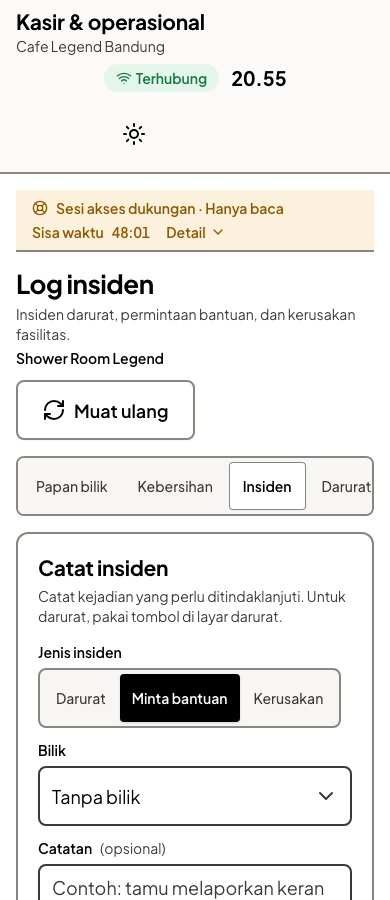 Kasir & operasional
Cafe Legend Bandung
Terhubung 20.55
Sesi akses dukungan · Hanya baca
Sisa waktu 48:01 Detail
Log insiden
Insiden darurat, permintaan bantuan, dan kerusakan
fasilitas.
Shower Room Legend
Muat ulang
Papan bilik Kebersihan Insiden Darurat
Catat insiden
Catat kejadian yang perlu ditindaklanjuti. Untuk
darurat, pakai tombol di layar darurat.
Jenis insiden
Darurat Minta bantuan Kerusakan
Bilik
Tanpa bilik
Catatan (opsional)
Contoh: tamu melaporkan keran